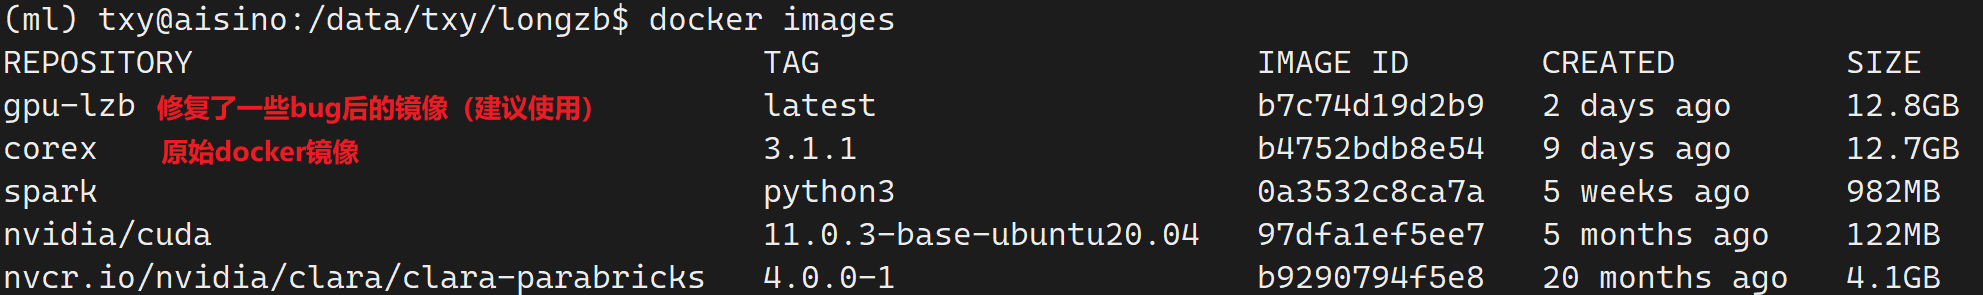 (ml) txy@aisino:/data/txy/longzb$ docker images
REPOSITORY TAG IMAGE ID CREATED SIZE
gpu-lzb 修复了一些bug后的镜像（建议使用） latest b7c74d19d2b9 2 days ago 12.8GB
corex 原始docker镜像 3.1.1 b4752bdb8e54 9 days ago 12.7GB
spark python3 0a3532c8ca7a 5 weeks ago 982MB
nvidia/cuda 11.0.3-base-ubuntu20.04 97dfa1ef5ee7 5 months ago 122MB
nvcr.io/nvidia/clara/clara-parabricks 4.0.0-1 b9290794f5e8 20 months ago 4.1GB